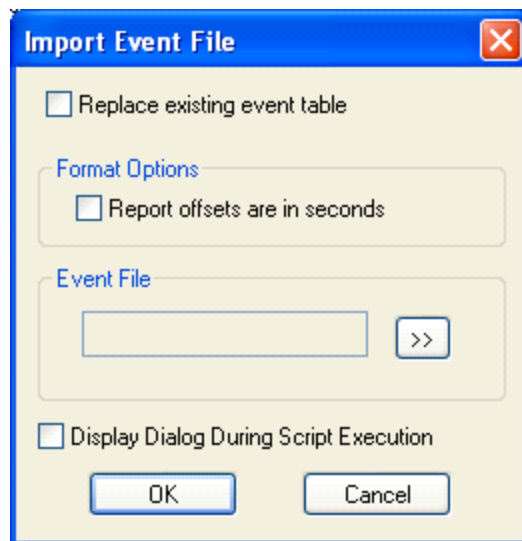 Import Event File
Replace existing event table
Format Options
Report offsets are in seconds
Event File
>>
Display Dialog During Script Execution
OK
Cancel